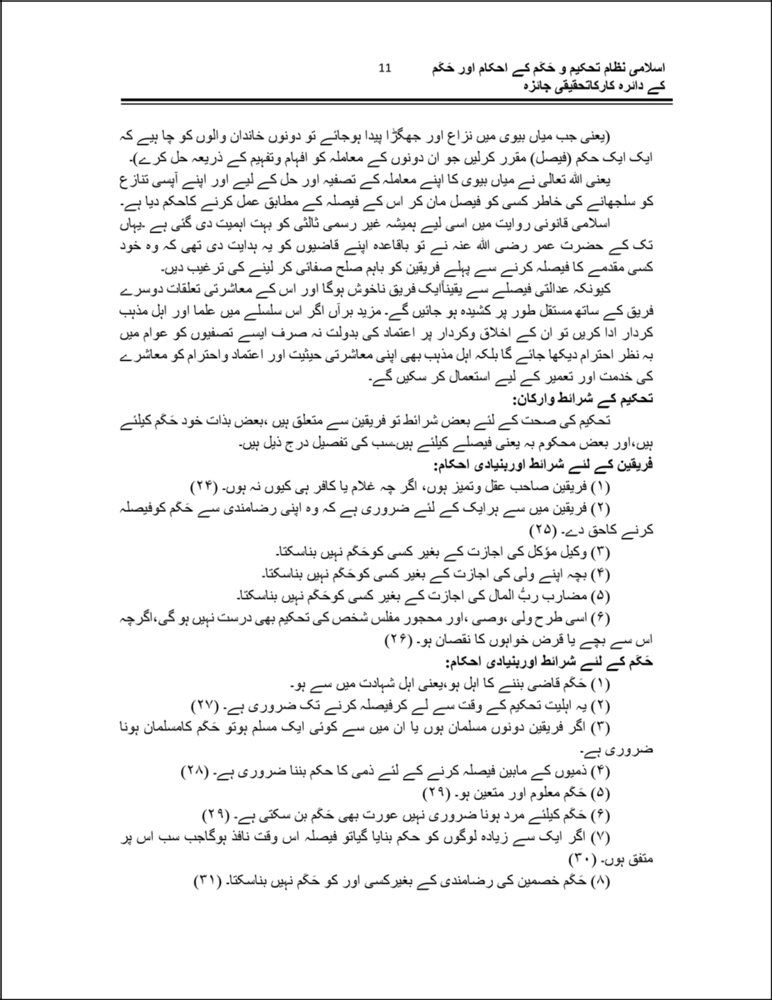 اسلامی نظام تحکیم و حَکَم کے احکام اور حَکَم 11
کے دائرہ کارکاتحقیقی جائزہ
(یعنی جب میاں بیوی میں نزاع اور جھگڑا پیدا ہوجائے تو دونوں خاندان والوں کو چا ہیے کہ
ایک ایک حکم (فیصل) مقرر کرلیں جو ان دونوں کے معاملہ کو افہام وتفہیم کے ذریعہ حل کرے)۔
یعنی اللہ تعالی نے میاں بیوی کا اپنے معاملہ کے تصفیہ اور حل کے لیے اور اپنے آپسی تنازع
کو سلجھانے کی خاطر کسی کو فیصل مان کر اس کے فیصلہ کے مطابق عمل کرنے کاحکم دیا ہے۔
اسلامی قانونی روایت میں اسی لیے ہمیشہ غیر رسمی ثالثی کو بہت اہمیت دی گئی ہے ۔یہاں
تک کے حضرت عمر رضی اللہ عنہ نے تو باقاعدہ اپنے قاضیوں کو یہ ہدایت دی تھی کہ وہ خود
کسی مقدمے کا فیصلہ کرنے سے پہلے فریقین کو باہم صلح صفائی کر لینے کی ترغیب دیں۔
کیونکہ عدالتی فیصلے سے یقیناًایک فریق ناخوش ہوگا اور اس کے معاشرتی تعلقات دوسرے
فریق کے ساتھ مستقل طور پر کشیدہ ہو جائیں گے۔ مزید برآں اگر اس سلسلے میں علما اور اہل مذہب
کردار ادا کریں تو ان کے اخلاق وکردار پر اعتماد کی بدولت نہ صرف ایسے تصفیوں کو عوام میں
بہ نظر احترام دیکھا جائے گا بلکہ اہل مذہب بھی اپنی معاشرتی حیثیت اور اعتماد واحترام کو معاشرے
کی خدمت اور تعمیر کے لیے استعمال کر سکیں گے۔
تحکیم کے شرائط وارکان:
تحکیم کی صحت کے لئے بعض شرائط تو فریقین سے متعلق ہیں ،بعض بذات خود حَکَم کیلئے
ہیں،اور بعض محکوم بہ یعنی فیصلے کیلئے ہیں۔سب کی تفصیل درج ذیل ہیں۔
فریقین کے لئے شرائط اوربنیادی احکام:
(۱) فریقین صاحب عقل وتمیز ہوں، اگر چہ غلام یا کافر ہی کیوں نہ ہوں۔ (۲۴)
(۲) فریقین میں سے ہرایک کے لئے ضروری ہے کہ وہ اپنی رضامندی سے حَکَم کوفیصلہ
کرنے کاحق دے۔ (۲۵)
(۳) وکیل مؤکل کی اجازت کے بغیر کسی کوحَکَم نہیں بناسکتا۔
(۴) بچہ اپنے ولی کی اجازت کے بغیر کسی کوحَکَم نہیں بناسکتا۔
(۵) مضارب ربُّ المال کی اجازت کے بغیر کسی کوحَکَم نہیں بناسکتا۔
(۶) اسی طرح ولی ،وصی ،اور محجور مفلس شخص کی تحکیم بھی درست نہیں ہو گی،اگرچہ
اس سے بچے یا قرض خواہوں کا نقصان ہو۔ (۲۶)
حَکَم کے لئے شرائط اوربنیادی احکام:
(۱) حَکَم قاضی بننے کا اہل ہو،یعنی اہل شہادت میں سے ہو۔
(۲) یہ اہلیت تحکیم کے وقت سے لے کرفیصلہ کرنے تک ضروری ہے۔ (۲۷)
(۳) اگر فریقین دونوں مسلمان ہوں یا ان میں سے کوئی ایک مسلم ہوتو حَکَم کامسلمان ہونا
ضروری ہے۔
(۴) ذمیوں کے مابین فیصلہ کرنے کے لئے ذمی کا حکم بننا ضروری ہے۔ (۲۸)
(۵) حَکَم معلوم اور متعین ہو۔ (۲۹)
(۶) حَکَم کیلئے مرد ہونا ضروری نہیں عورت بھی حَکَم بن سکتی ہے۔ (۲۹)
(۷) اگر ایک سے زیادہ لوگوں کو حکم بنایا گیاتو فیصلہ اس وقت نافذ ہوگاجب سب اس پر
متفق ہوں۔ (۳۰)
(۸) حَکَم خصمین کی رضامندی کے بغیرکسی اور کو حَکَم نہیں بناسکتا۔ (۳۱)